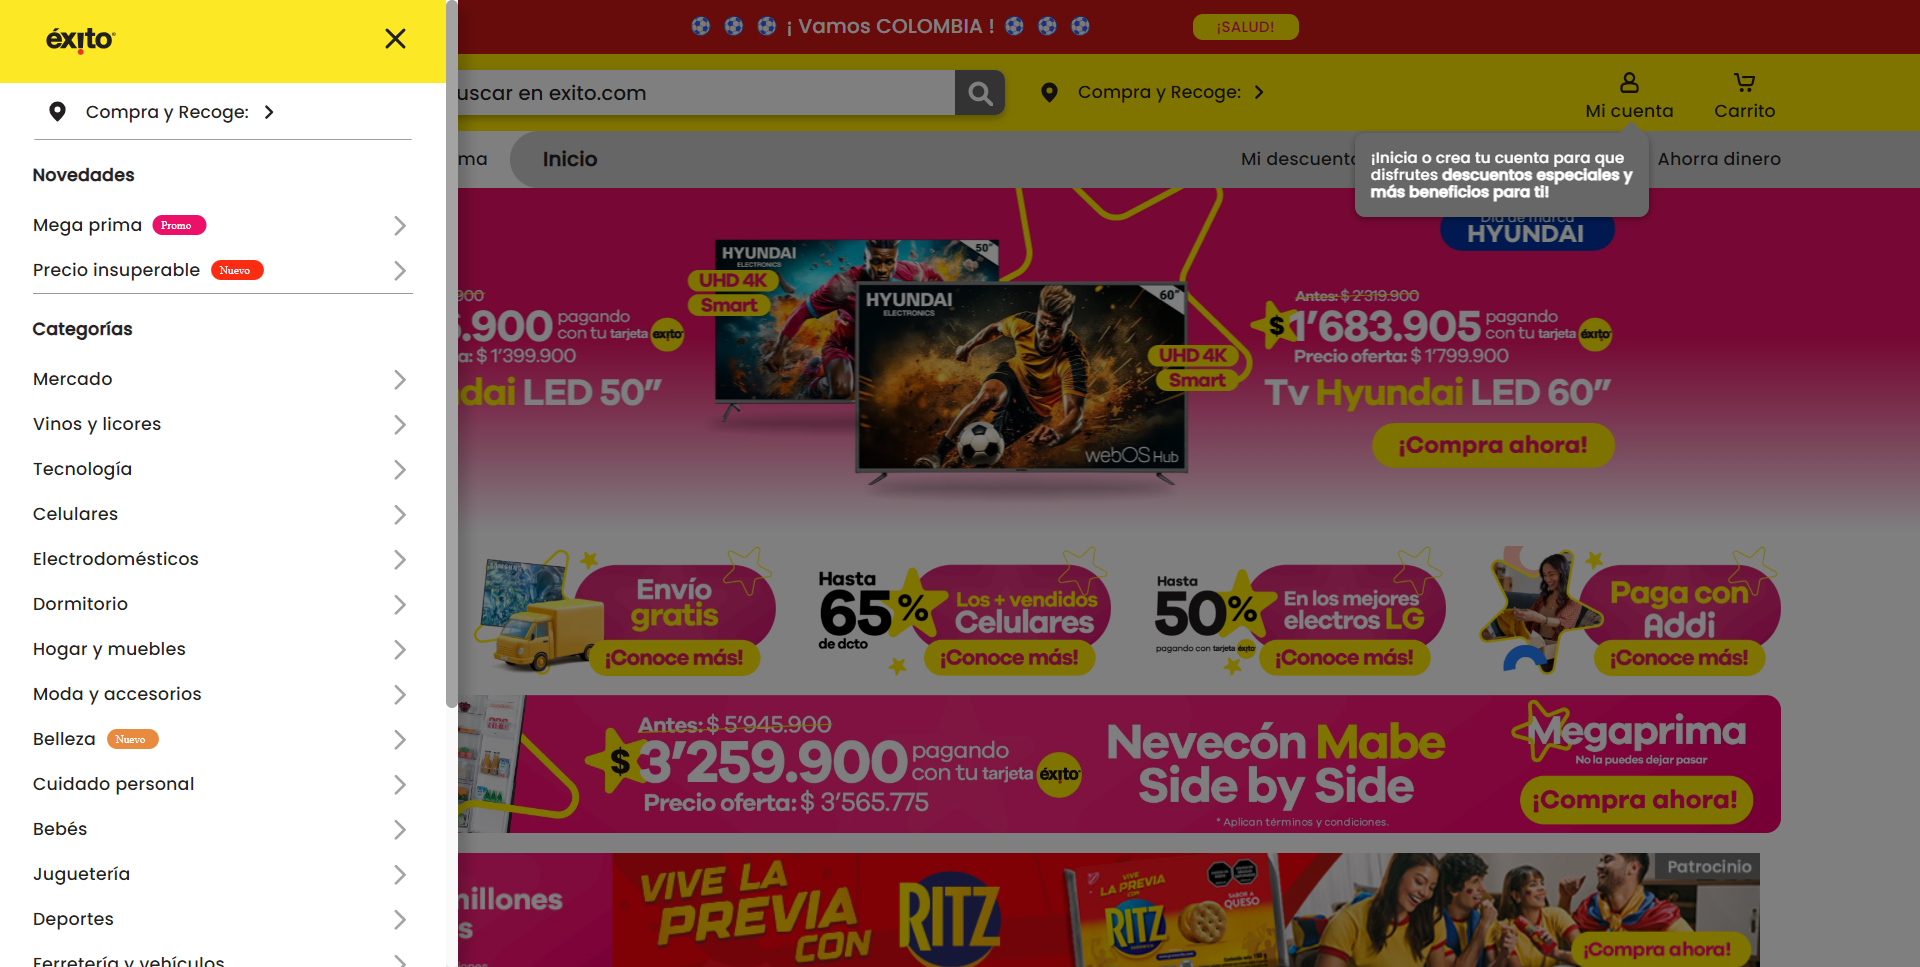 éxito
Compra y Recoge:
Novedades
Mega prima Promo
Precio insuperable Nuevo
Categorías
Mercado
Vinos y licores
Tecnología
Celulares
Electrodomésticos
Dormitorio
Hogar y muebles
Moda y accesorios
Belleza Nuevo
Cuidado personal
Bebés
Juguetería
Deportes
Ferretería y vehículos
¡ Vamos COLOMBIA !
¡SALUD!
uscar en exito.com
Compra y Recoge:
Mi cuenta
Carrito
ma
Inicio
Mi descuento
Ahorra dinero
¡Inicia o crea tu cuenta para que
disfrutes descuentos especiales y
más beneficios para ti!
Día de marca
HYUNDAI
900
.900 pagando
con tu tarjeta éxito
a: $ 1'399.900
dai LED 50”
HYUNDAI
ELECTRONICS
50"
UHD 4K
Smart
HYUNDAI
ELECTRONICS
60"
webOS Hub
UHD 4K
Smart
Antes: $ 2'319.900
$ 1'683.905 pagando
con tu tarjeta éxito
Precio oferta: $ 1'799.900
Tv Hyundai LED 60”
¡Compra ahora!
SAMSUNG
Envío
gratis
¡Conoce más!
Hasta
65%
de dcto
Los + vendidos
Celulares
¡Conoce más!
Hasta
50%
pagando con tarjeta éxito
En los mejores
electros LG
¡Conoce más!
Paga con
Addi
¡Conoce más!
Antes: $ 5'945.900
$ 3'259.900 pagando
con tu tarjeta éxito
Precio oferta: $ 3'565.775
Nevecón Mabe
Side by Side
* Aplican términos y condiciones.
Megaprima
No la puedes dejar pasar
¡Compra ahora!
illones
s
iones
VIVE LA
PREVIA
CON
RITZ
VIVE LA
PREVIA
CON
RITZ
SABOR A
QUESO
Patrocinio
¡Compra ahora!